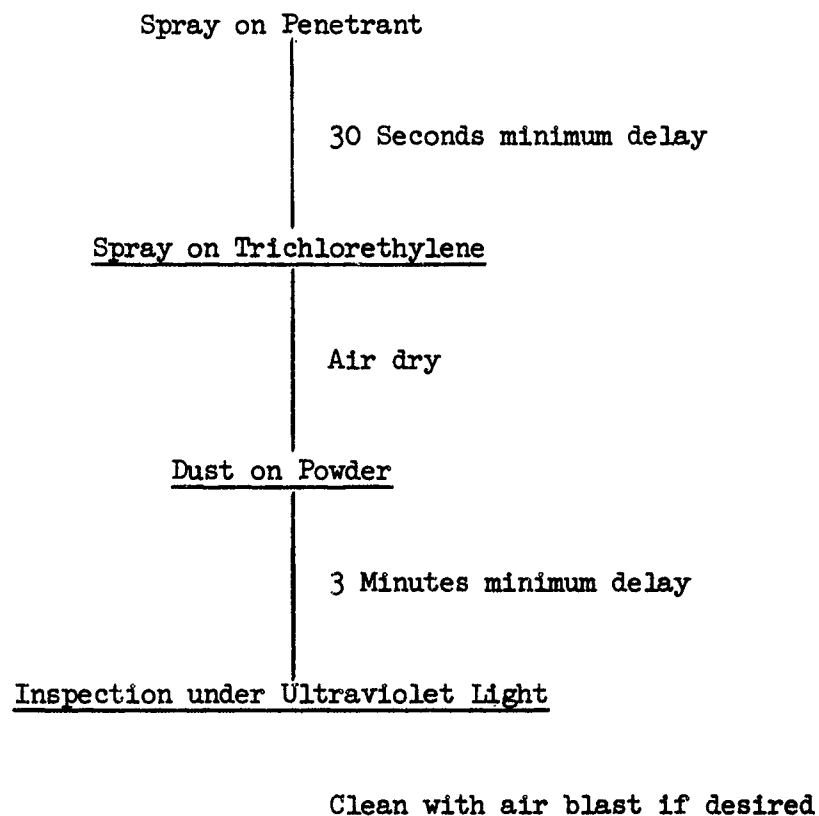 Spray on Penetrant
30 Seconds minimum delay
Spray on Trichlorethylene
Air dry
Dust on Powder
3 Minutes minimum delay
Inspection under Ultraviolet Light
Clean with air blast if desired